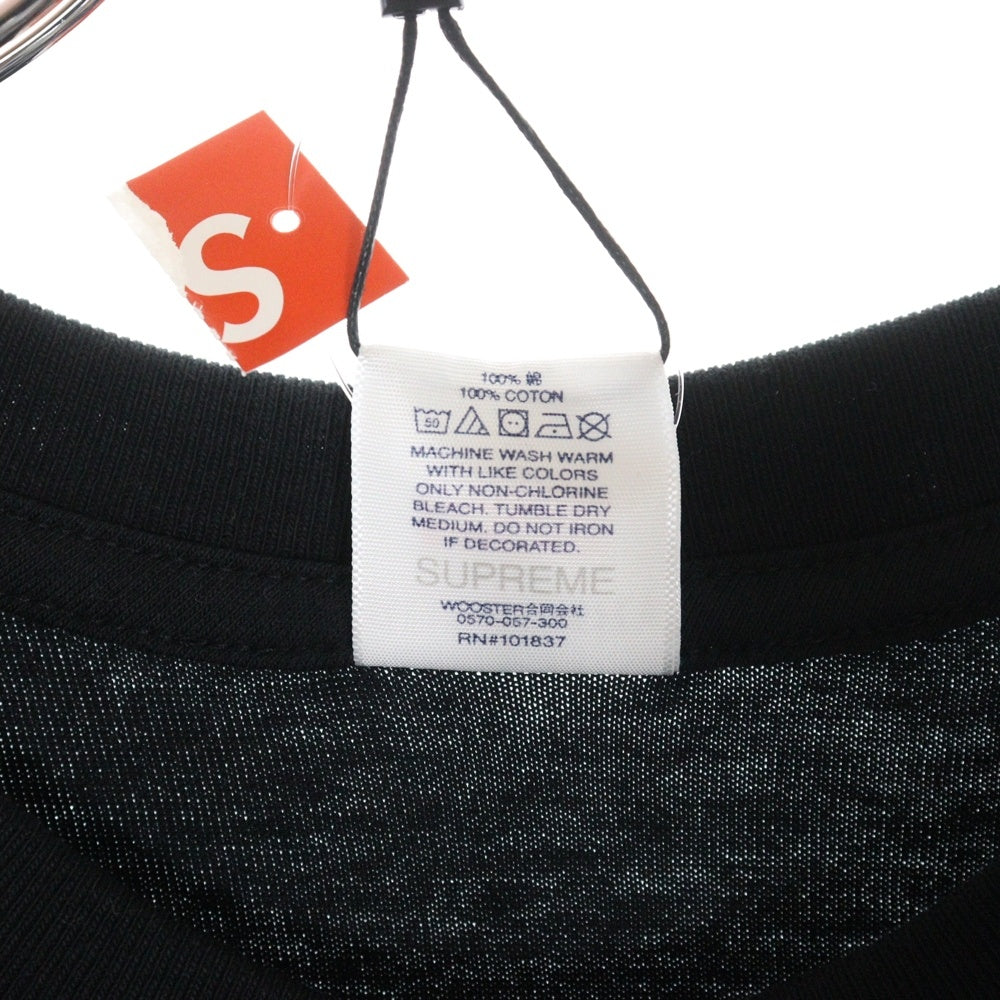 S
100% 綿
100% COTON
50
MACHINE WASH WARM
WITH LIKE COLORS
ONLY NON-CHLORINE
BLEACH. TUMBLE DRY
MEDIUM. DO NOT IRON
IF DECORATED.
SUPREME
WOOSTER合同会社
0570-057-300
RN#101837